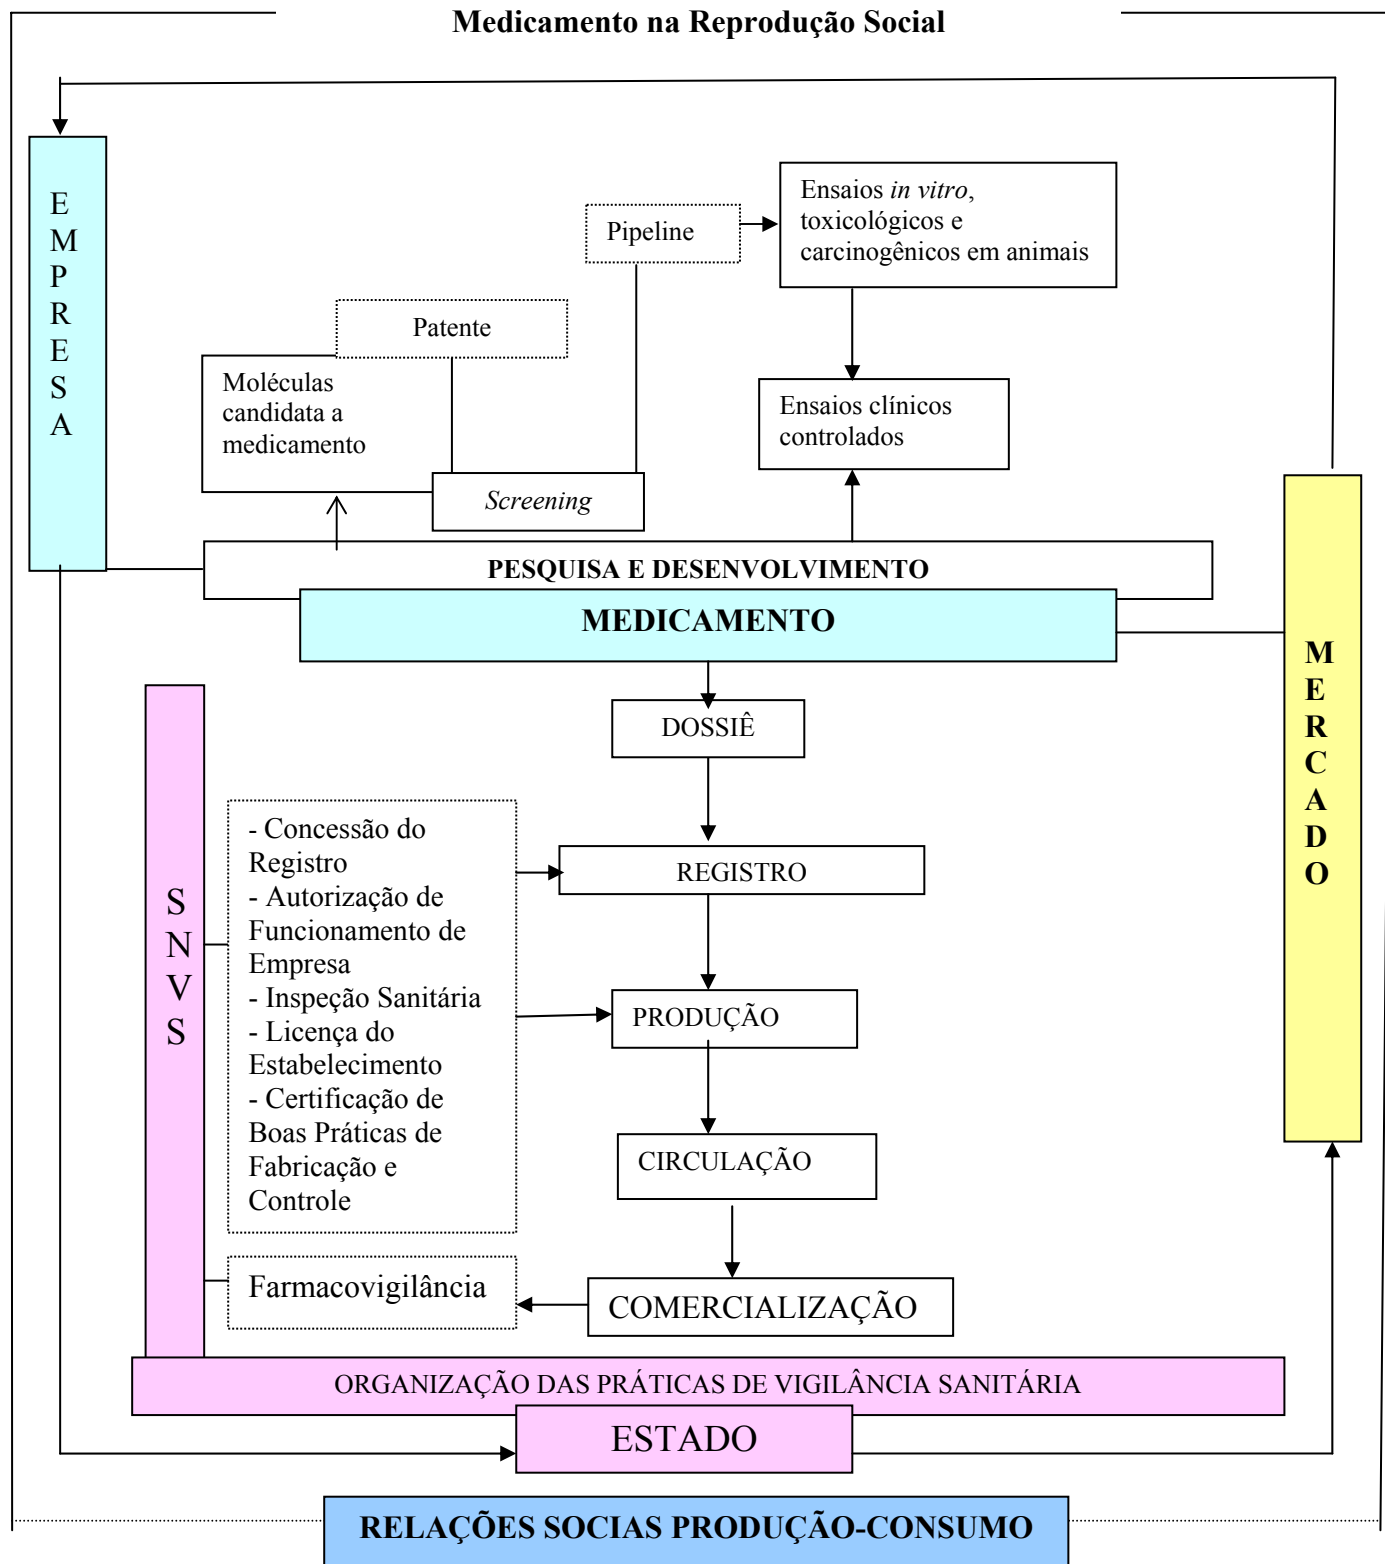 Medicamento na Reprodução Social
EMPRESA
Ensaios in vitro,
toxicológicos e
carcinogênicos em animais
Pipeline
Patente
Moléculas
candidata a
medicamento
Ensaios clínicos
controlados
Screening
PESQUISA E DESENVOLVIMENTO
MEDICAMENTO
MERCADO
DOSSIÊ
SNVS
- Concessão do
Registro
- Autorização de
Funcionamento de
Empresa
- Inspeção Sanitária
- Licença do
Estabelecimento
- Certificação de
Boas Práticas de
Fabricação e
Controle
REGISTRO
PRODUÇÃO
CIRCULAÇÃO
Farmacovigilância
COMERCIALIZAÇÃO
ORGANIZAÇÃO DAS PRÁTICAS DE VIGILÂNCIA SANITÁRIA
ESTADO
RELAÇÕES SOCIAS PRODUÇÃO-CONSUMO